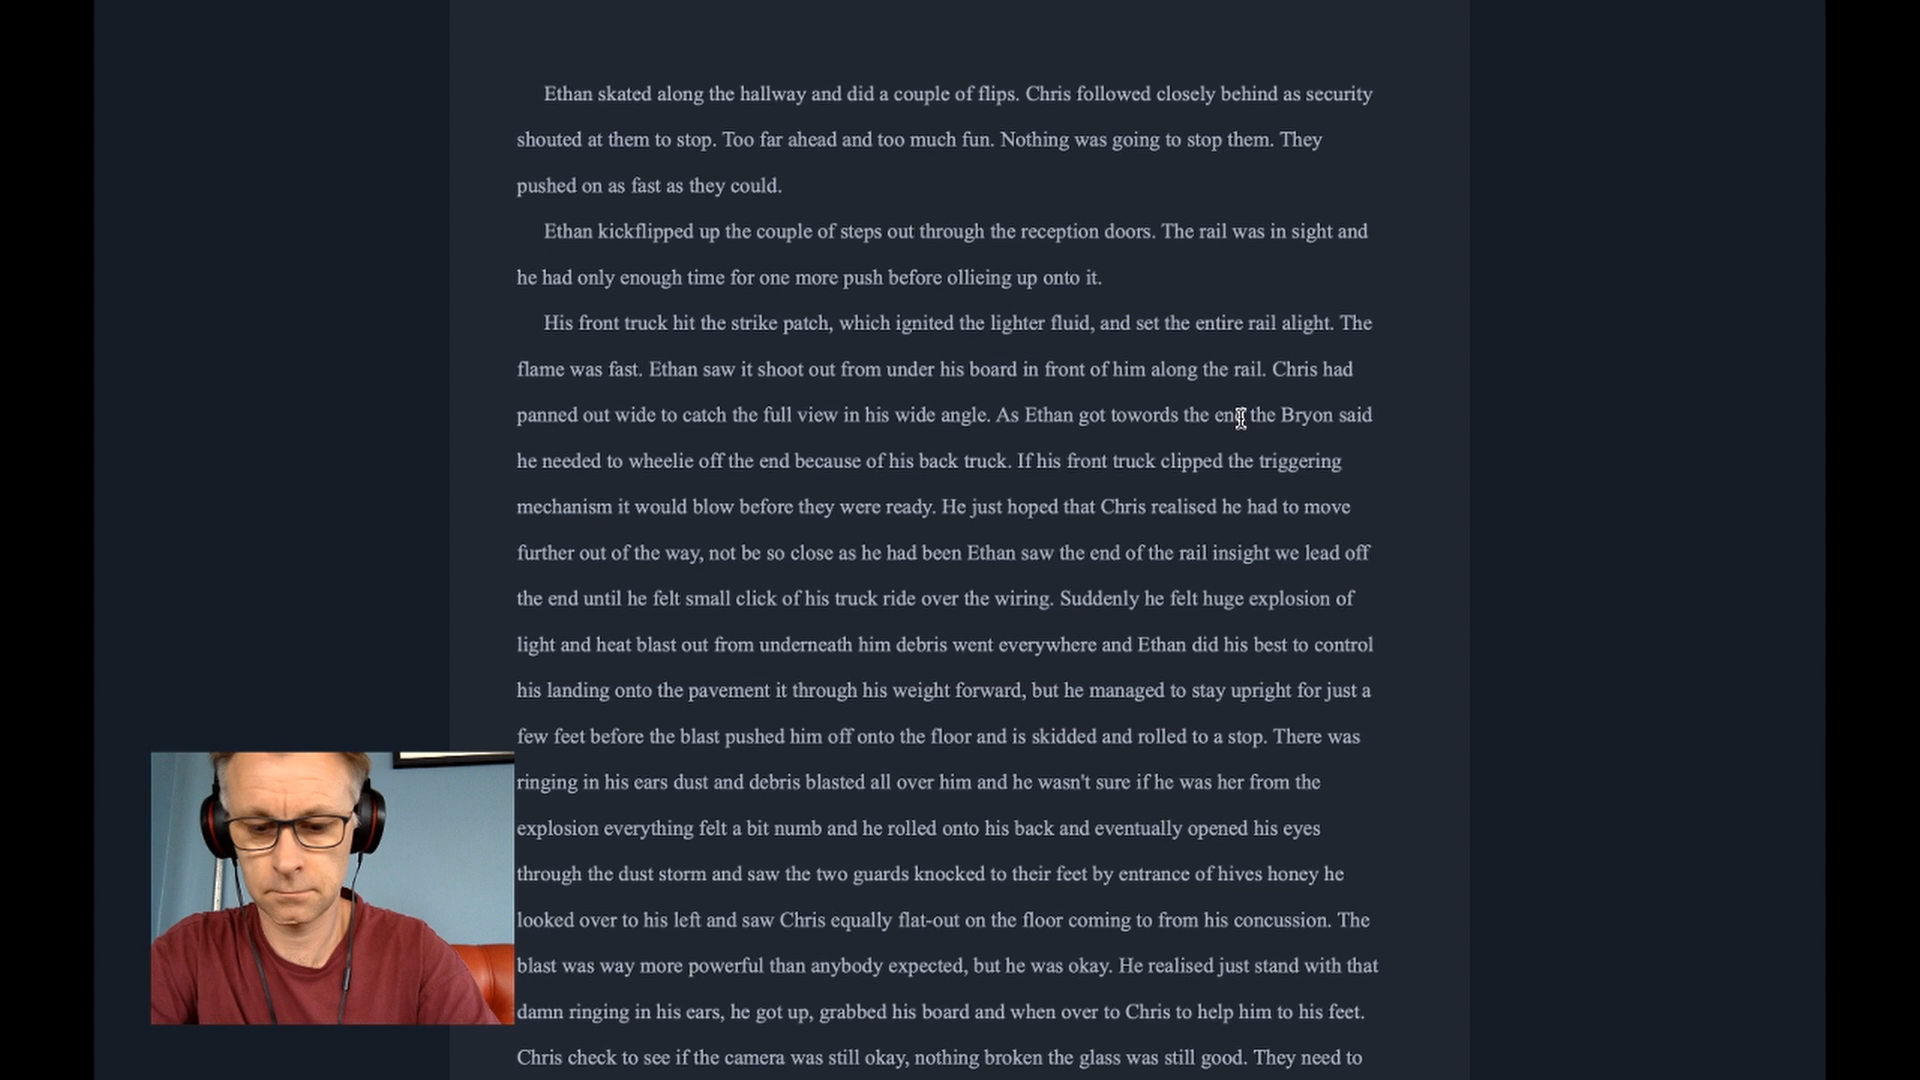 Ethan skated along the hallway and did a couple of flips. Chris followed closely behind as security
shouted at them to stop. Too far ahead and too much fun. Nothing was going to stop them. They
pushed on as fast as they could.
Ethan kickflipped up the couple of steps out through the reception doors. The rail was in sight and
he had only enough time for one more push before ollieing up onto it.
His front truck hit the strike patch, which ignited the lighter fluid, and set the entire rail alight. The
flame was fast. Ethan saw it shoot out from under his board in front of him along the rail. Chris had
panned out wide to catch the full view in his wide angle. As Ethan got towords the end the Bryon said
he needed to wheelie off the end because of his back truck. If his front truck clipped the triggering
mechanism it would blow before they were ready. He just hoped that Chris realised he had to move
further out of the way, not be so close as he had been Ethan saw the end of the rail insight we lead off
the end until he felt small click of his truck ride over the wiring. Suddenly he felt huge explosion of
light and heat blast out from underneath him debris went everywhere and Ethan did his best to control
his landing onto the pavement it through his weight forward, but he managed to stay upright for just a
few feet before the blast pushed him off onto the floor and is skidded and rolled to a stop. There was
ringing in his ears dust and debris blasted all over him and he wasn't sure if he was her from the
explosion everything felt a bit numb and he rolled onto his back and eventually opened his eyes
through the dust storm and saw the two guards knocked to their feet by entrance of hives honey he
looked over to his left and saw Chris equally flat-out on the floor coming to from his concussion. The
blast was way more powerful than anybody expected, but he was okay. He realised just stand with that
damn ringing in his ears, he got up, grabbed his board and when over to Chris to help him to his feet.
Chris check to see if the camera was still okay, nothing broken the glass was still good. They need to